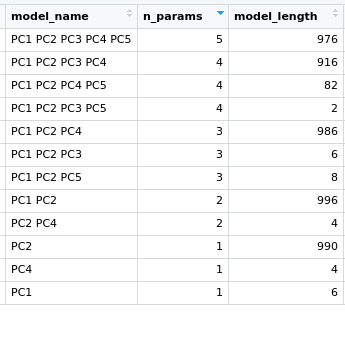 model_name n_params model_length
PC1 PC2 PC3 PC4 PC5 5 976
PC1 PC2 PC3 PC4 4 916
PC1 PC2 PC4 PC5 4 82
PC1 PC2 PC3 PC5 4 2
PC1 PC2 PC4 3 986
PC1 PC2 PC3 3 6
PC1 PC2 PC5 3 8
PC1 PC2 2 996
PC2 PC4 2 4
PC2 1 990
PC4 1 4
PC1 1 6